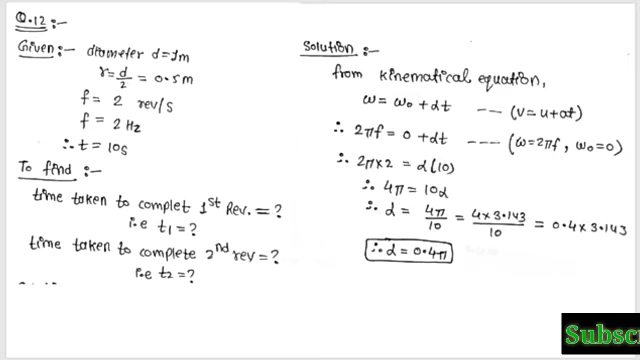 Q.12 :-
Given :- diameter d = 1m
r = d/2 = 0.5m
f = 2 rev/s
f = 2 Hz
∴ t = 10s
To find :-
time taken to complet 1st Rev. = ?
i.e t₁ = ?
time taken to complete 2nd rev = ?
i.e t₂ = ?
Solution :-
from kinematical equation,
ω = ω₀ + αt --- (v = u + at)
∴ 2πf = 0 + αt ---- (ω = 2πf, ω₀ = 0)
∴ 2π × 2 = α(10)
∴ 4π = 10α
∴ α = 4π/10 = 4 × 3.143/10 = 0.4 × 3.143
∴ α = 0.4π
Subsc